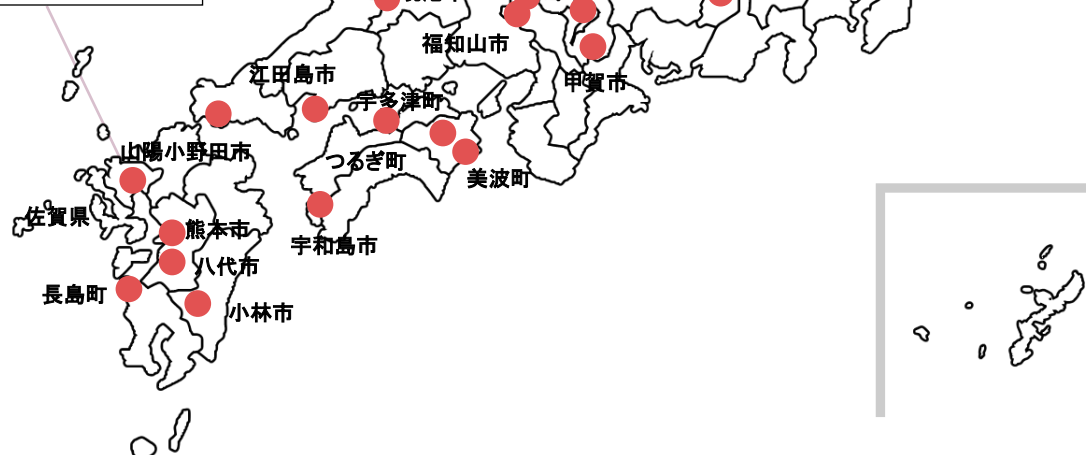 福知山市
江田島市
甲賀市
宇多津町
山陽小野田市
つるぎ町
美波町
佐賀県
熊本市
宇和島市
八代市
長島町
小林市